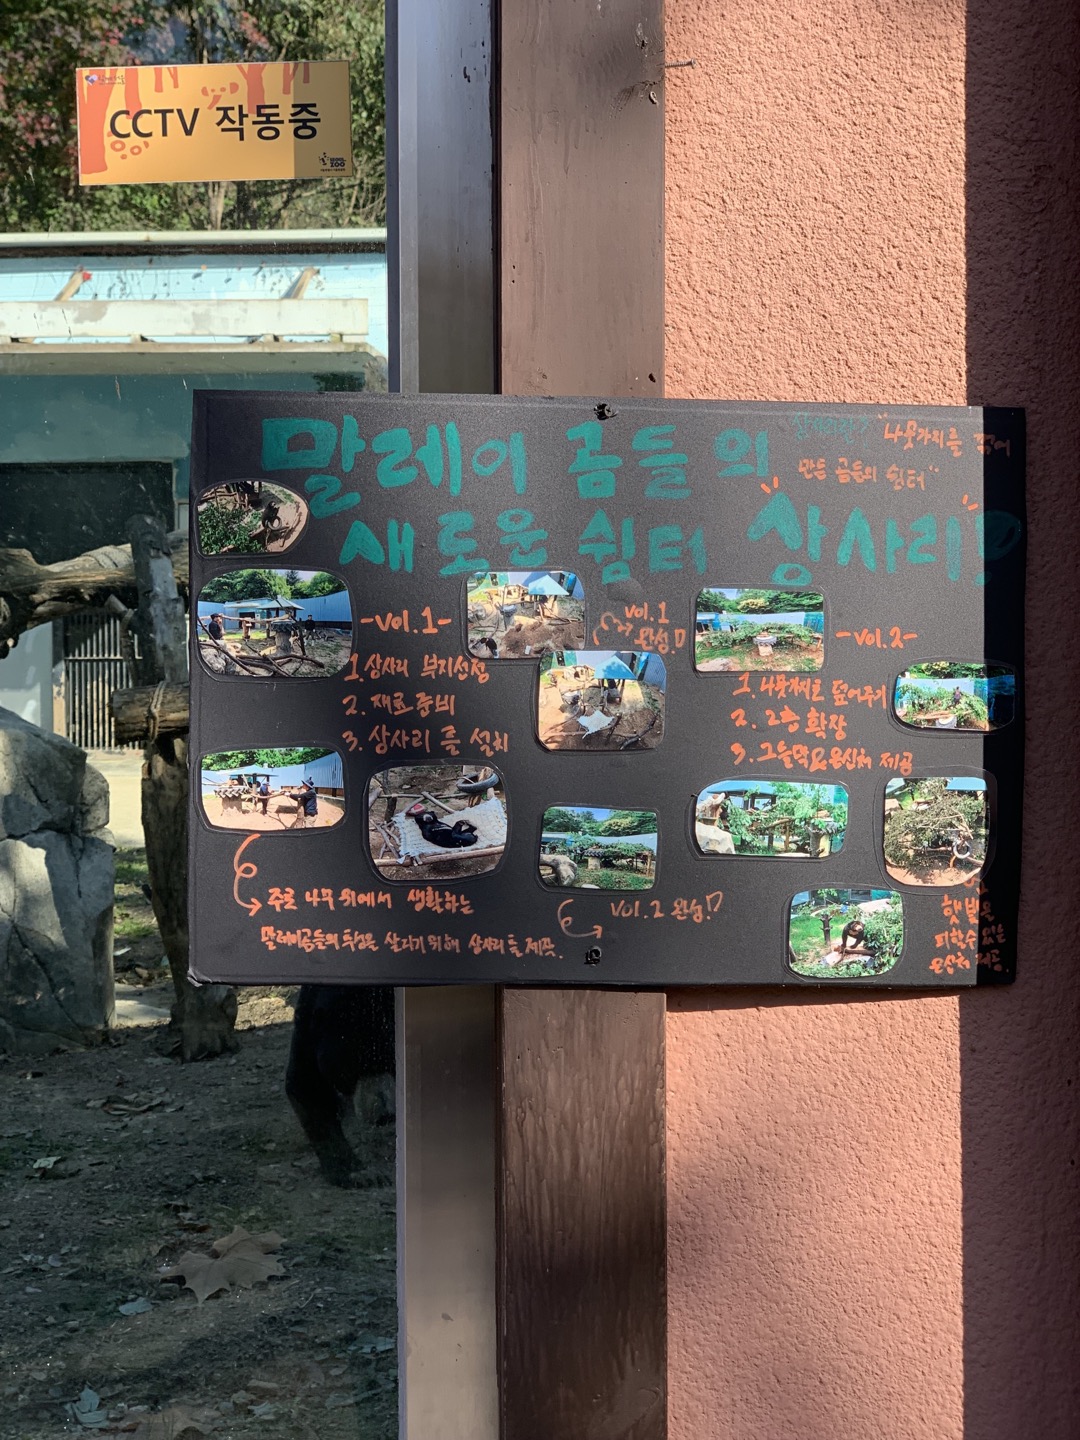 CCTV 작동중
SEOUL
ZOO
말레이 곰들의
새로운 쉼터 상사리!?
상사리란?
"나뭇가지를 꺾어
만든 곰들의 쉼터"
-Vol.1-
1. 상사리 부지선정
2. 재료준비
3. 상사리 틀 설치
주로 나무 위에서 생활하는
말레이곰들의 특성을 살리기 위해 상사리를 제작.
Vol.1
완성!?
-Vol.2-
1. 나뭇가지로 덮어주기
2. 2층 확장
3. 그늘막&은신처 제공
Vol.2 완성!?
햇빛을
피할수 있는
은신처 제공